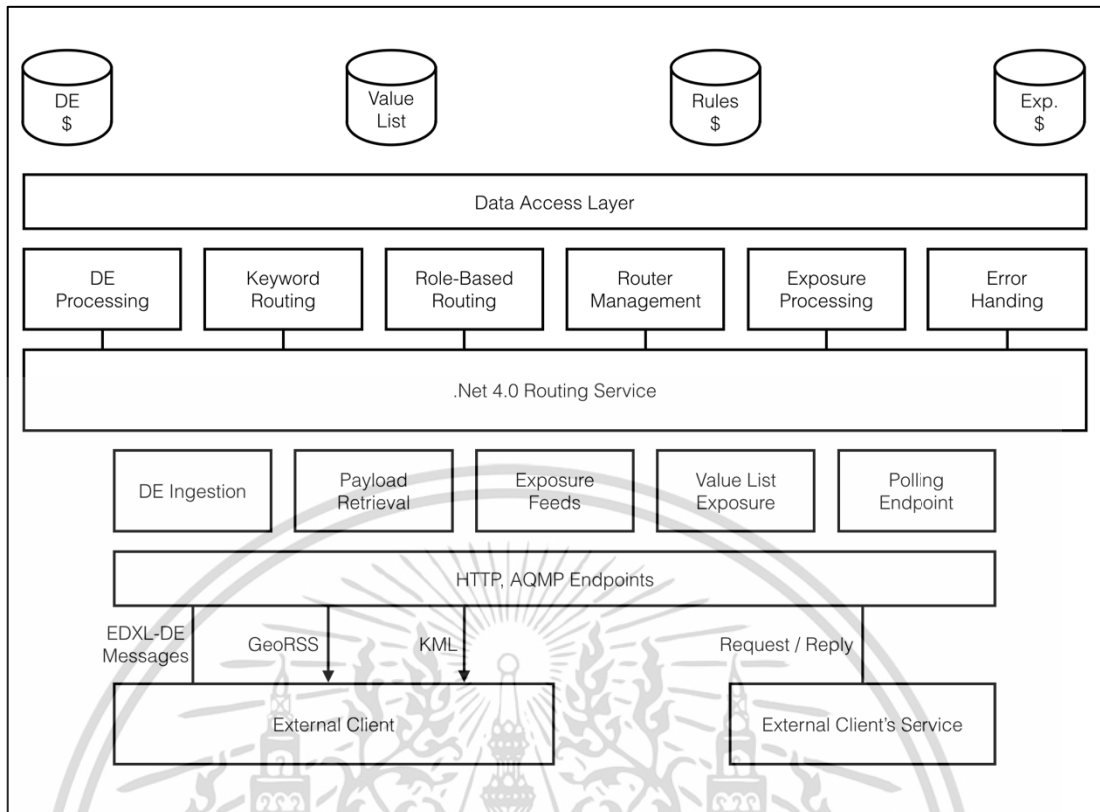 DE
$
Value
List
Rules
$
Exp.
$
Data Access Layer
DE
Processing
Keyword
Routing
Role-Based
Routing
Router
Management
Exposure
Processing
Error
Handing
.Net 4.0 Routing Service
DE Ingestion
Payload
Retrieval
Exposure
Feeds
Value List
Exposure
Polling
Endpoint
HTTP, AQMP Endpoints
EDXL-DE
Messages
GeoRSS
KML
Request / Reply
External Client
External Client's Service